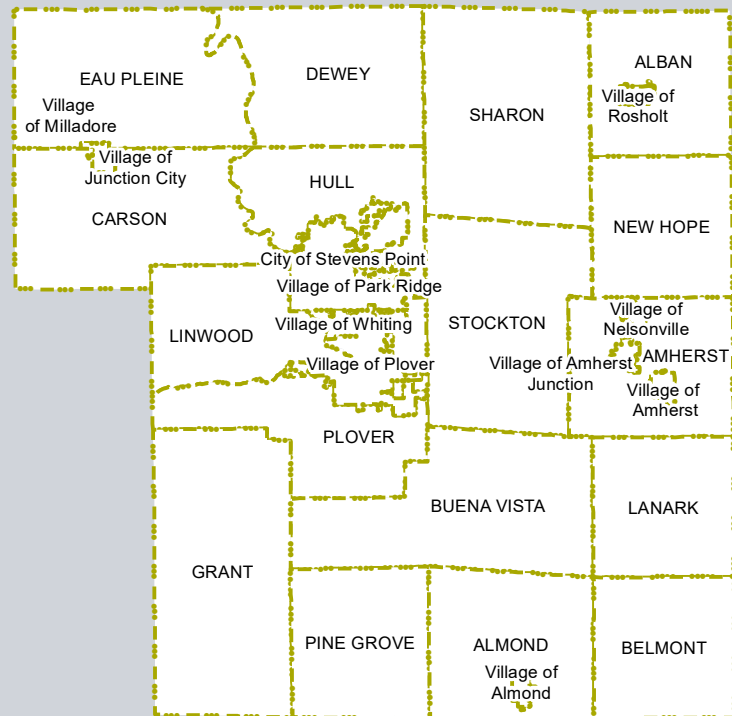 EAU PLEINE
DEWEY
SHARON
ALBAN
Village
of Milladore
Village of
Rosholt
Village of
Junction City
HULL
CARSON
NEW HOPE
City of Stevens Point
Village of Park Ridge
Village of Whiting
LINWOOD
STOCKTON
Village of
Nelsonville
Village of Plover
Village of Amherst
Junction
AMHERST
Village of
Amherst
PLOVER
BUENA VISTA
LANARK
GRANT
PINE GROVE
ALMOND
BELMONT
Village of
Almond